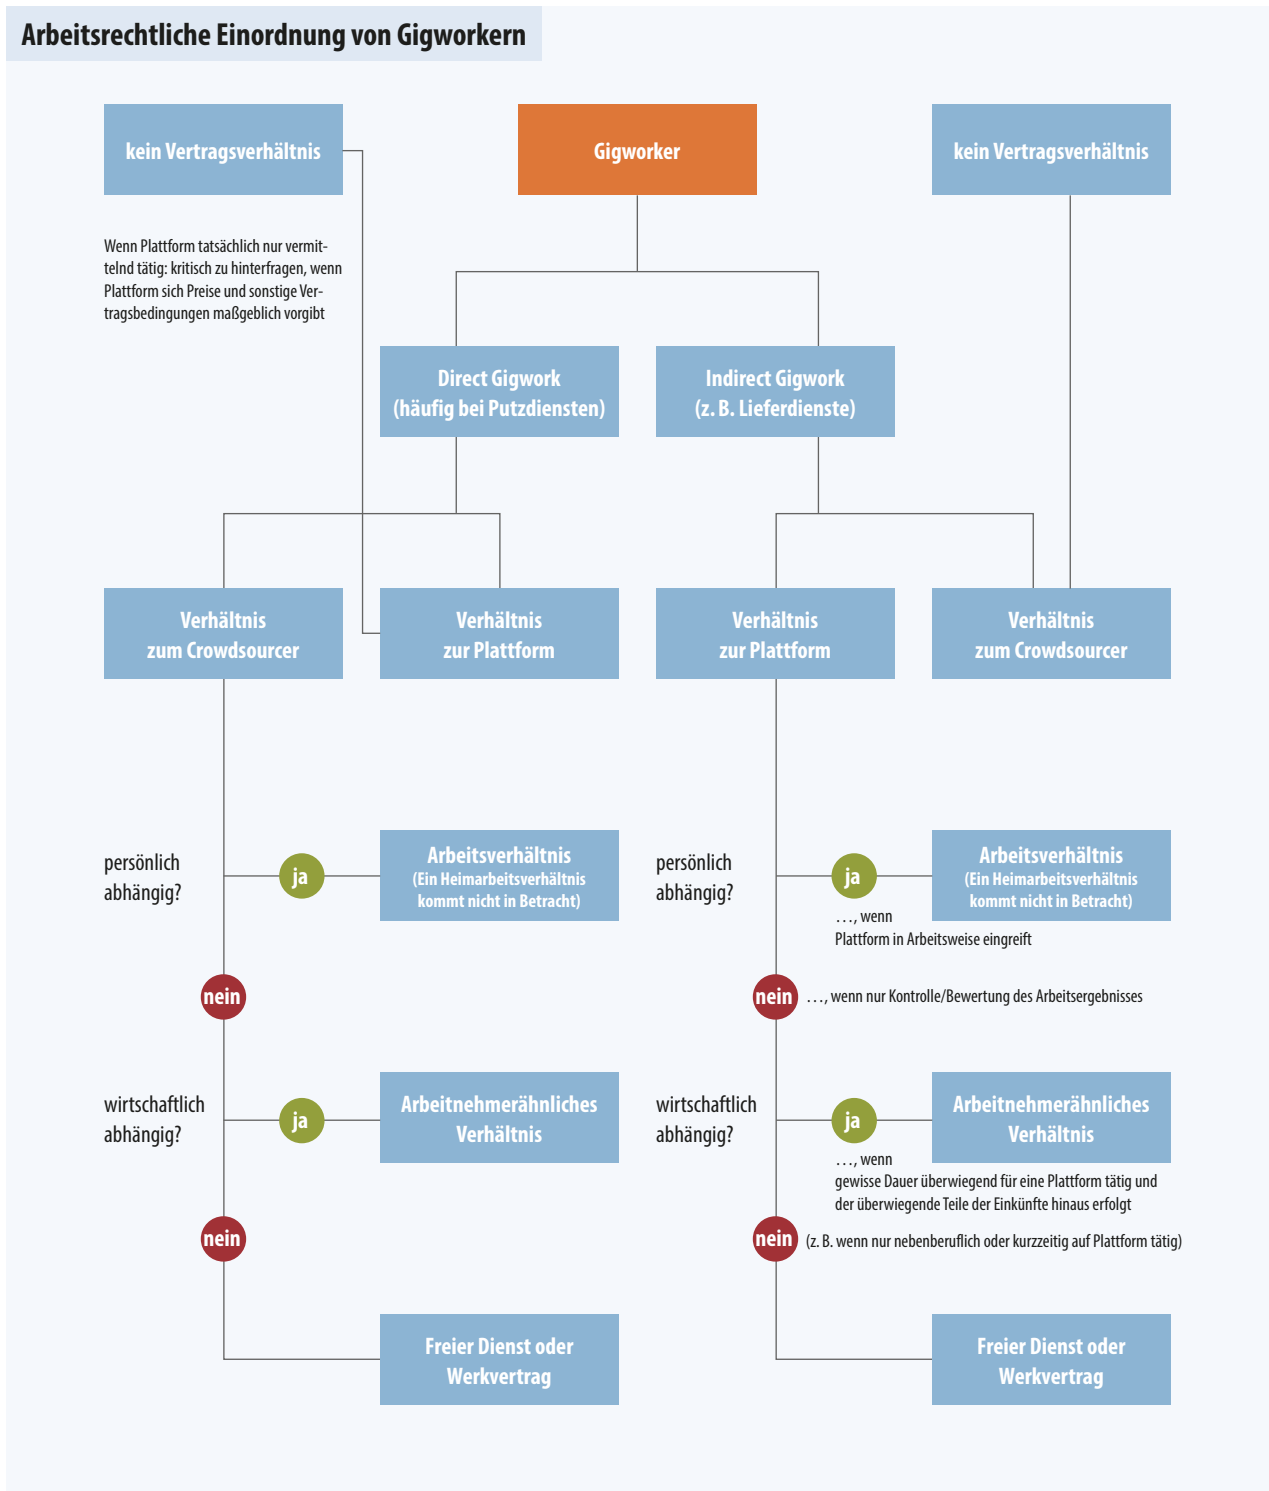 Arbeitsrechtliche Einordnung von Gigworkern
kein Vertragsverhältnis
Gigworker
kein Vertragsverhältnis
Wenn Plattform tatsächlich nur vermit-
telnd tätig: kritisch zu hinterfragen, wenn
Plattform sich Preise und sonstige Ver-
tragsbedingungen maßgeblich vorgibt
Direct Gigwork
(häufig bei Putzdiensten)
Indirect Gigwork
(z. B. Lieferdienste)
Verhältnis
zum Crowdsourcer
Verhältnis
zur Plattform
Verhältnis
zur Plattform
Verhältnis
zum Crowdsourcer
persönlich
abhängig?
ja
Arbeitsverhältnis
(Ein Heimarbeitsverhältnis
kommt nicht in Betracht)
persönlich
abhängig?
ja
Arbeitsverhältnis
(Ein Heimarbeitsverhältnis
kommt nicht in Betracht)
…, wenn
Plattform in Arbeitsweise eingreift
nein
nein
…, wenn nur Kontrolle/Bewertung des Arbeitsergebnisses
wirtschaftlich
abhängig?
ja
Arbeitnehmerähnliches
Verhältnis
wirtschaftlich
abhängig?
ja
Arbeitnehmerähnliches
Verhältnis
…, wenn
gewisse Dauer überwiegend für eine Plattform tätig und
der überwiegende Teile der Einkünfte hinaus erfolgt
nein
nein
(z. B. wenn nur nebenberuflich oder kurzzeitig auf Plattform tätig)
Freier Dienst oder
Werkvertrag
Freier Dienst oder
Werkvertrag